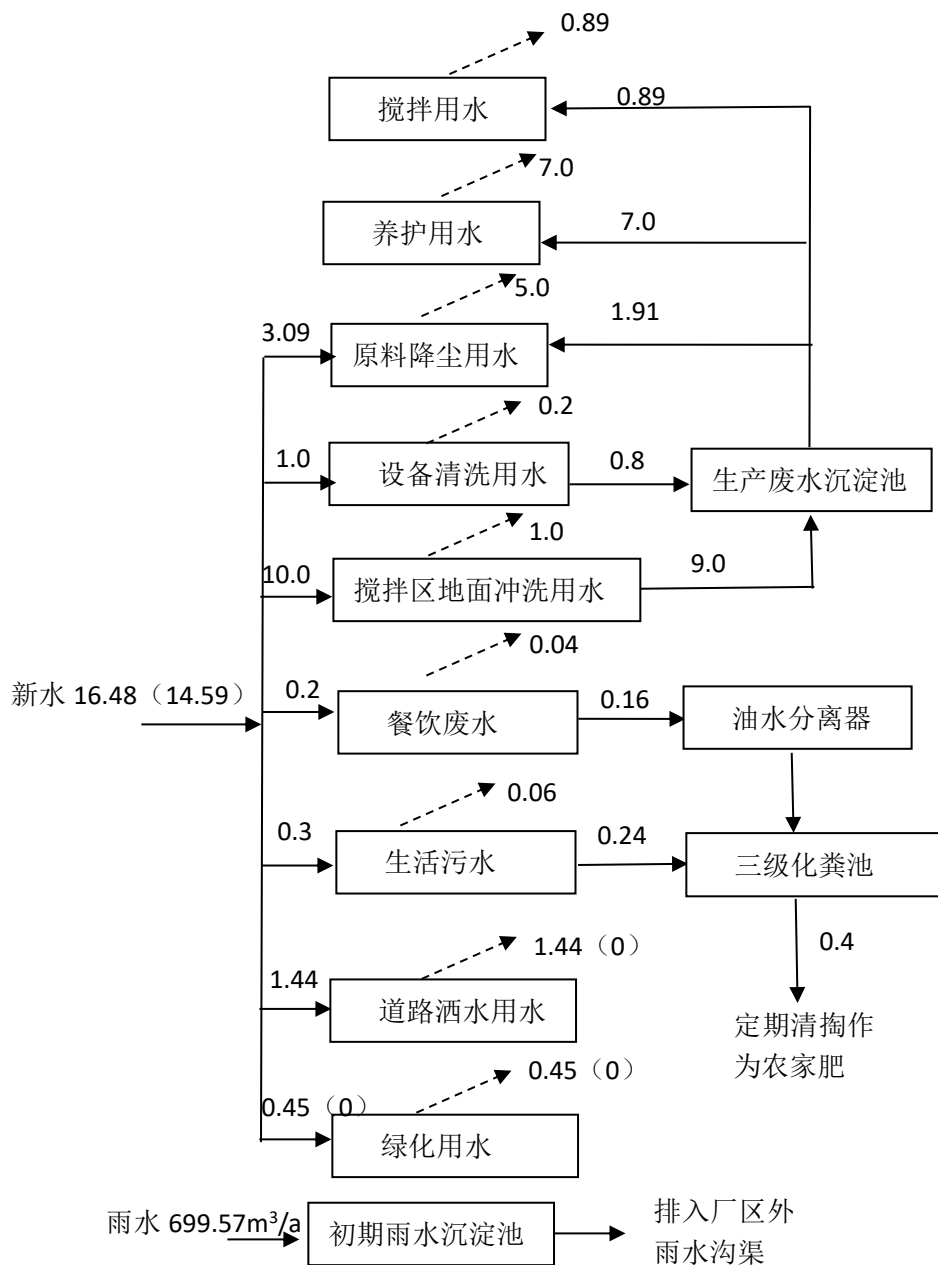 0.89
搅拌用水
0.89
7.0
养护用水
7.0
5.0
3.09
原料降尘用水
1.91
0.2
1.0
设备清洗用水
0.8
生产废水沉淀池
1.0
10.0
搅拌区地面冲洗用水
9.0
0.04
新水 16.48（14.59）
0.2
餐饮废水
0.16
油水分离器
0.06
0.3
生活污水
0.24
三级化粪池
0.4
1.44（0）
1.44
道路洒水用水
定期清掏作
为农家肥
0.45（0）
0.45（0）
绿化用水
雨水 699.57m³/a
初期雨水沉淀池
排入厂区外
雨水沟渠